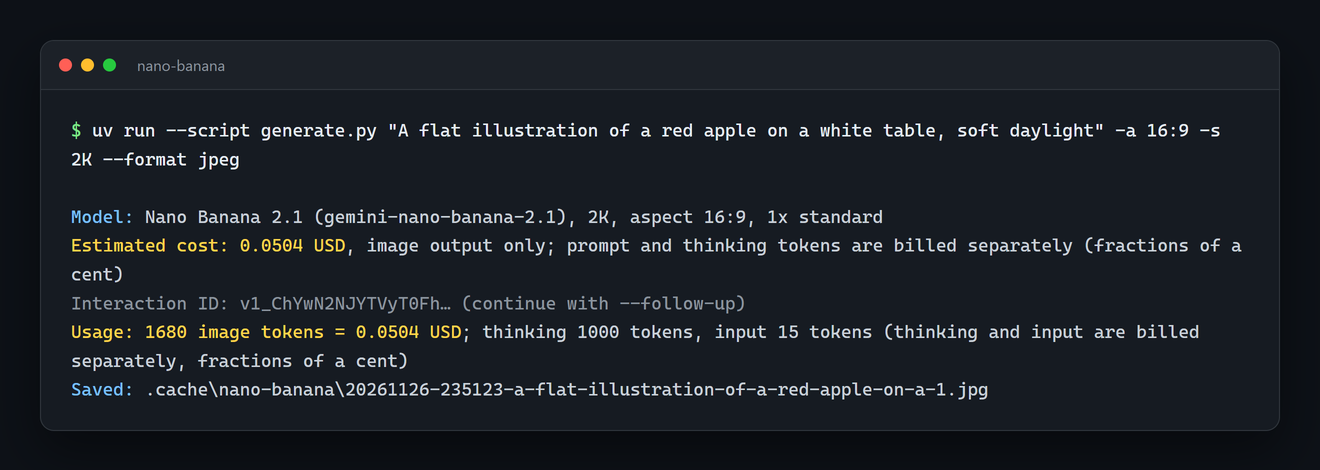 nano-banana
$ uv run --script generate.py "A flat illustration of a red apple on a white table, soft daylight" -a 16:9 -s
2K --format jpeg
Model: Nano Banana 2.1 (gemini-nano-banana-2.1), 2K, aspect 16:9, 1x standard
Estimated cost: 0.0504 USD, image output only; prompt and thinking tokens are billed separately (fractions of a
cent)
Interaction ID: v1_ChYwN2NJYTVyT0Fh… (continue with --follow-up)
Usage: 1680 image tokens = 0.0504 USD; thinking 1000 tokens, input 15 tokens (thinking and input are billed
separately, fractions of a cent)
Saved: .cache\nano-banana\20261126-235123-a-flat-illustration-of-a-red-apple-on-a-1.jpg